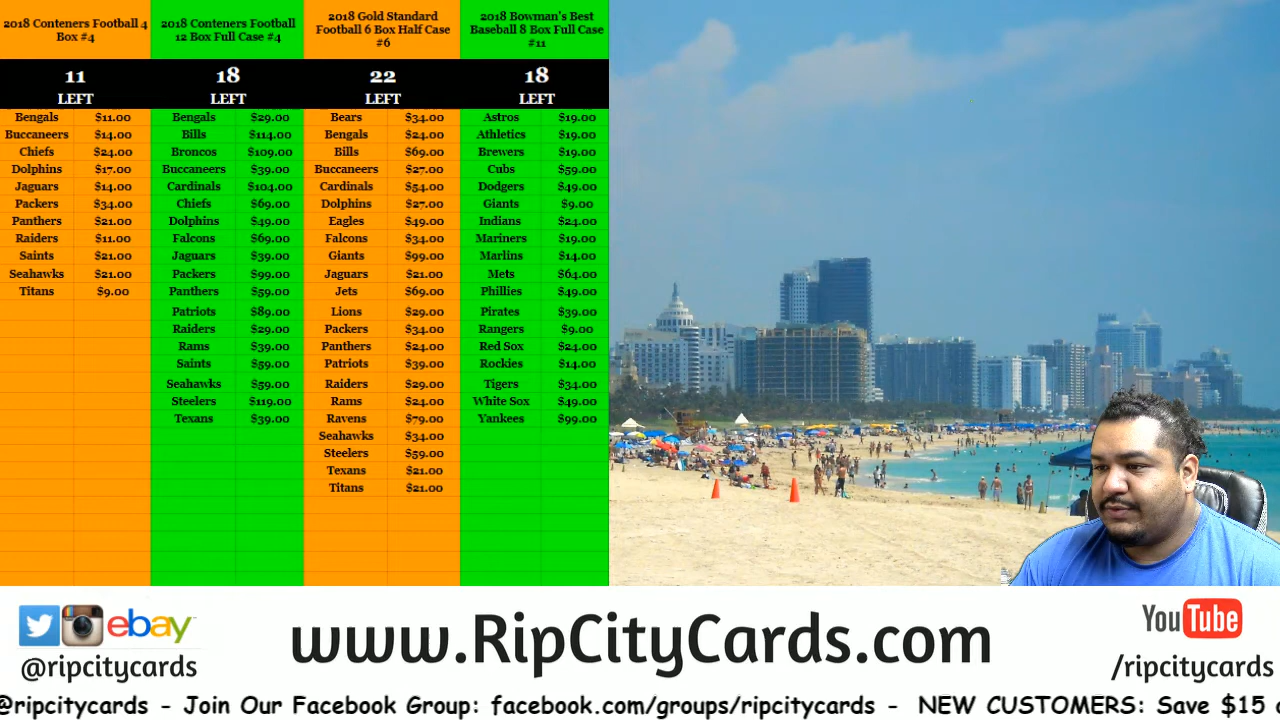 2018 Conteners Football 4
Box #4
11
LEFT
Bengals $11.00
Buccaneers $14.00
Chiefs $24.00
Dolphins $17.00
Jaguars $14.00
Packers $34.00
Panthers $21.00
Raiders $11.00
Saints $21.00
Seahawks $21.00
Titans $9.00
2018 Conteners Football
12 Box Full Case #4
18
LEFT
Bengals $29.00
Bills $114.00
Broncos $109.00
Buccaneers $39.00
Cardinals $104.00
Chiefs $69.00
Dolphins $49.00
Falcons $69.00
Jaguars $39.00
Packers $99.00
Panthers $59.00
Patriots $89.00
Raiders $29.00
Rams $39.00
Saints $59.00
Seahawks $59.00
Steelers $119.00
Texans $39.00
2018 Gold Standard
Football 6 Box Half Case
#6
22
LEFT
Bears $34.00
Bengals $24.00
Bills $69.00
Buccaneers $27.00
Cardinals $54.00
Dolphins $27.00
Eagles $49.00
Falcons $34.00
Giants $99.00
Jaguars $21.00
Jets $69.00
Lions $29.00
Packers $34.00
Panthers $24.00
Patriots $39.00
Raiders $29.00
Rams $24.00
Ravens $79.00
Seahawks $34.00
Steelers $59.00
Texans $21.00
Titans $21.00
2018 Bowman's Best
Baseball 8 Box Full Case
#11
18
LEFT
Astros $19.00
Athletics $19.00
Brewers $19.00
Cubs $59.00
Dodgers $49.00
Giants $9.00
Indians $24.00
Mariners $19.00
Marlins $14.00
Mets $64.00
Phillies $49.00
Pirates $39.00
Rangers $9.00
Red Sox $24.00
Rockies $14.00
Tigers $34.00
White Sox $49.00
Yankees $99.00
ebay
@ripcitycards
www.RipCityCards.com
YouTube
/ripcitycards
@ripcitycards - Join Our Facebook Group: facebook.com/groups/ripcitycards - NEW CUSTOMERS: Save $15